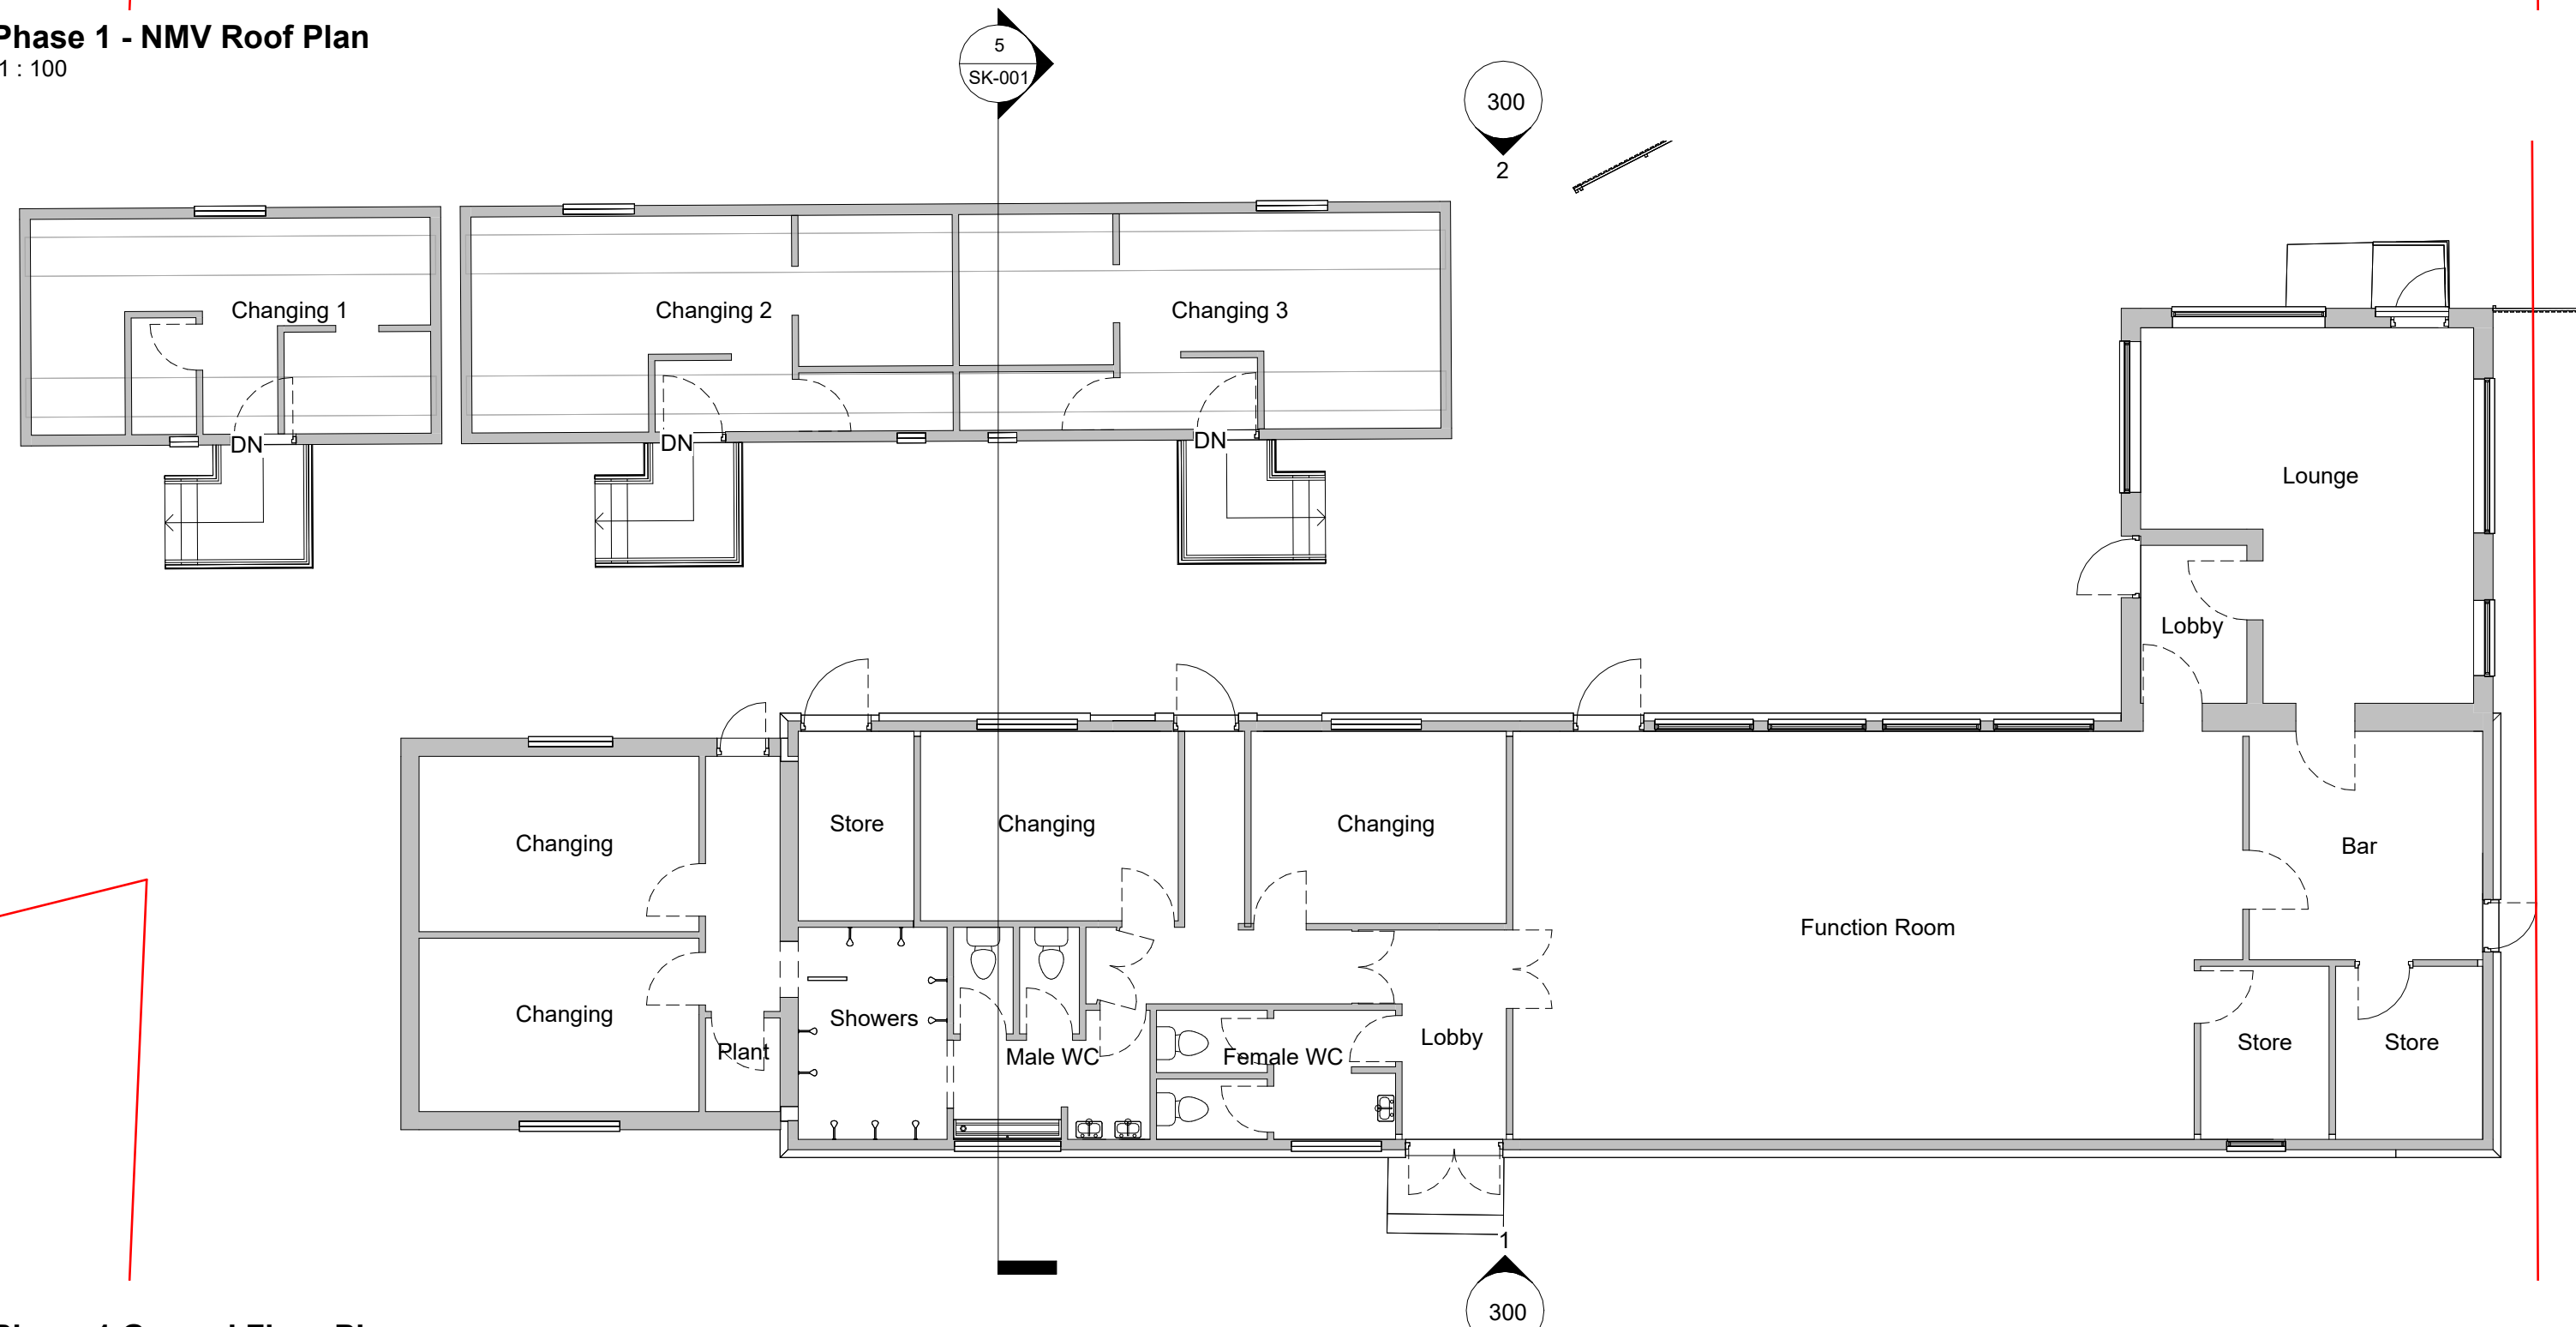 Phase 1 - NMV Roof Plan
1 : 100
5
SK-001
300
2
Changing 1
Changing 2
Changing 3
DN
DN
DN
Lounge
Lobby
Store
Changing
Changing
Changing
Bar
Function Room
Changing
Showers
Plant
Male WC
Female WC
Lobby
Store
Store
1
300